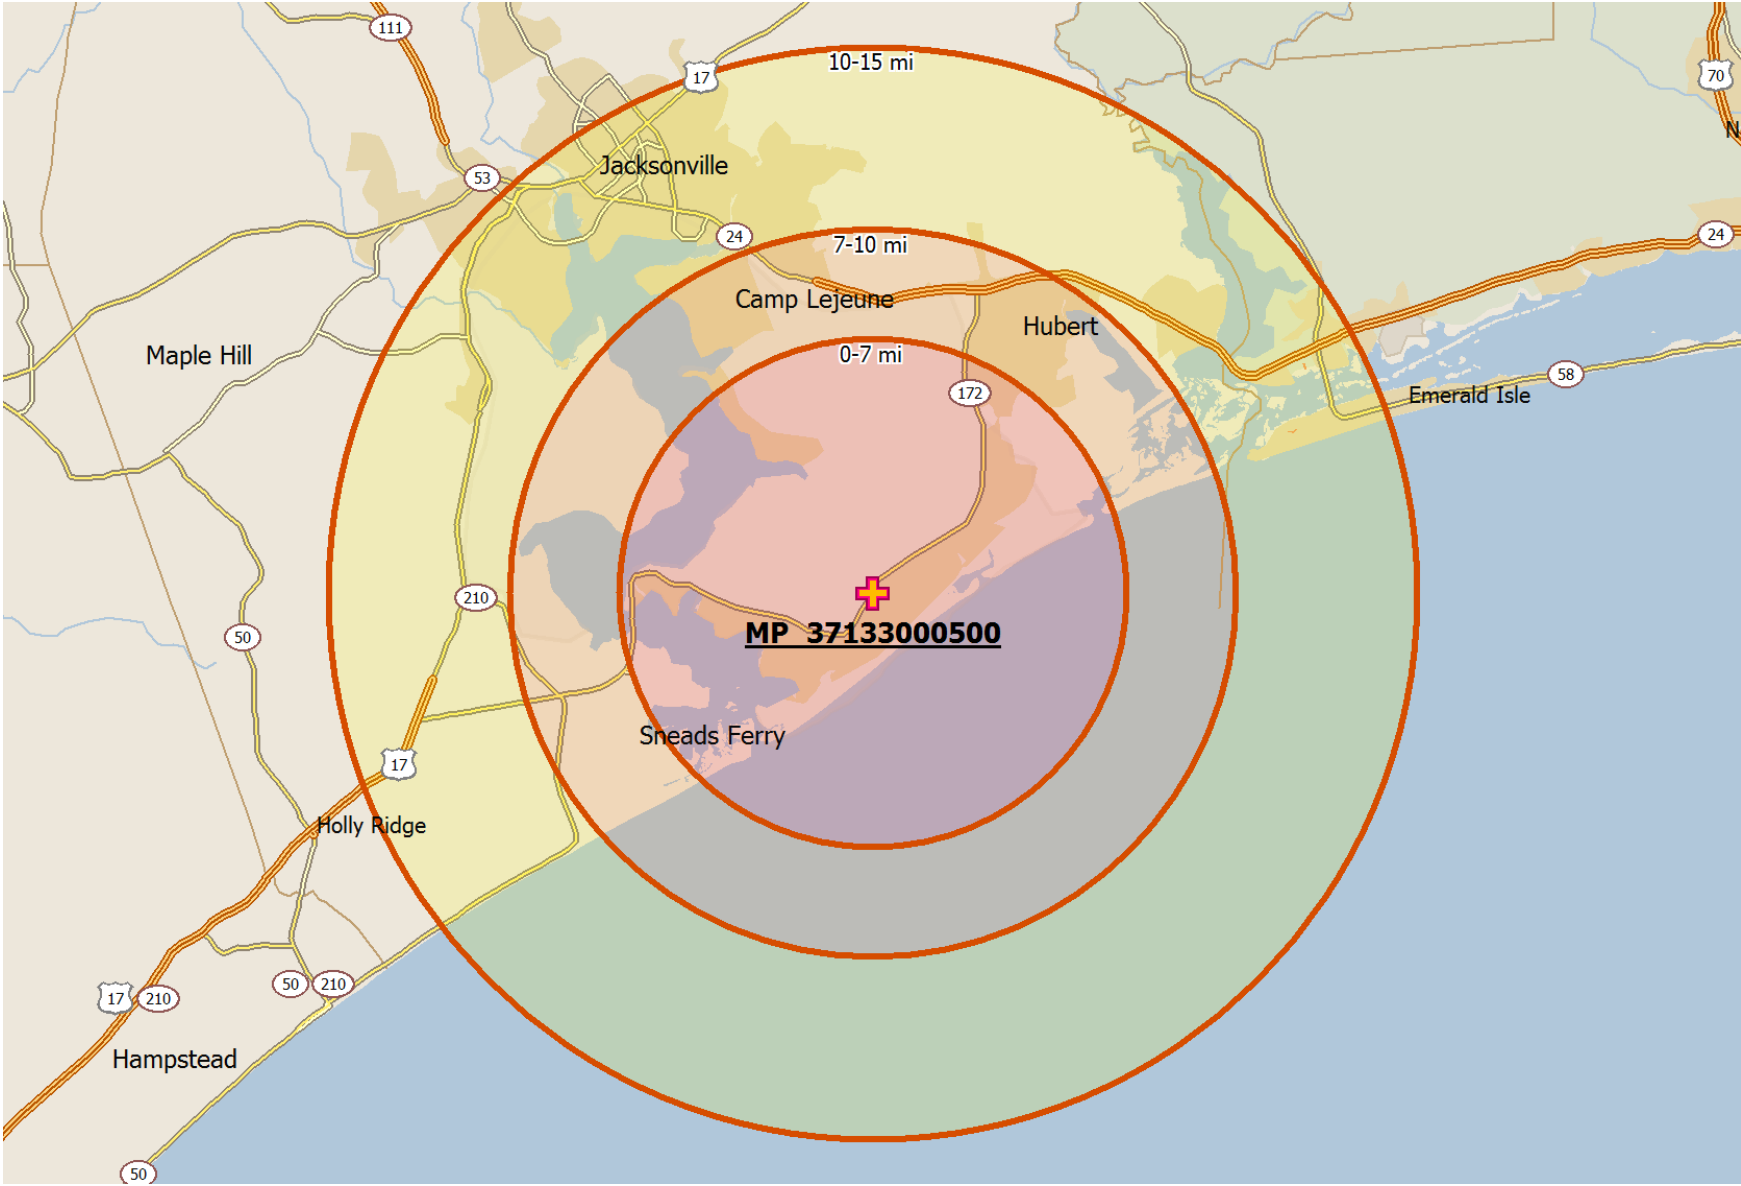 111
10-15 mi
17
70
N
Jacksonville
53
24
24
7-10 mi
Camp Lejeune
Hubert
Maple Hill
0-7 mi
58
172
Emerald Isle
210
MP 37133000500
50
Sneads Ferry
17
Holly Ridge
50
210
17
210
Hampstead
50